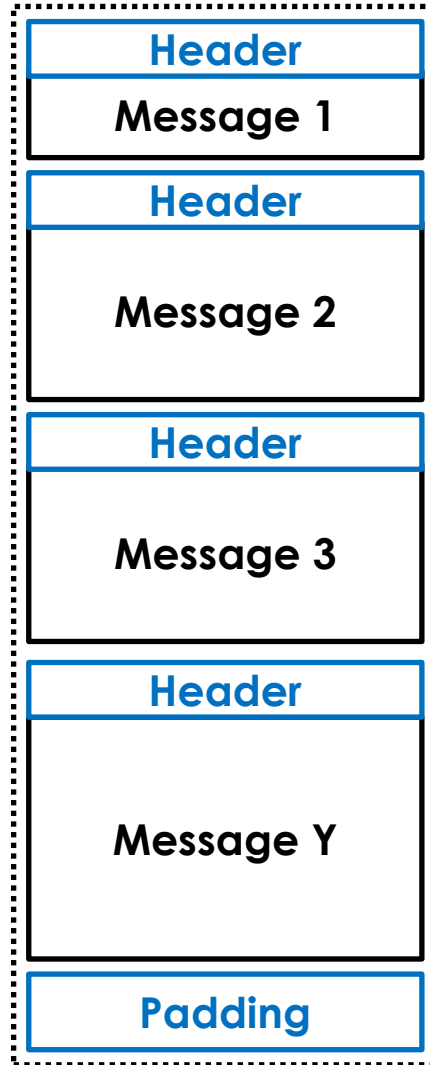 Header
Message 1
Header
Message 2
Header
Message 3
Header
Message Y
Padding